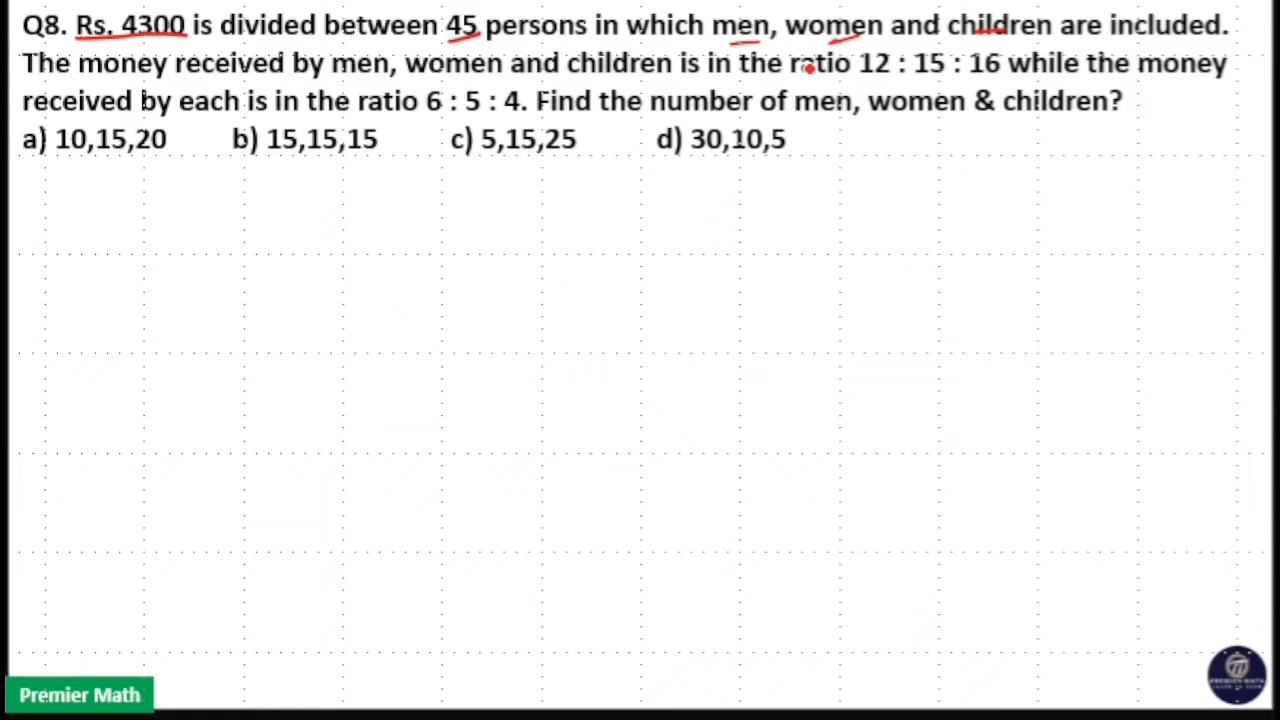 Q8. Rs. 4300 is divided between 45 persons in which men, women and children are included.
The money received by men, women and children is in the ratio 12 : 15 : 16 while the money
received by each is in the ratio 6 : 5 : 4. Find the number of men, women & children?
a) 10,15,20 b) 15,15,15 c) 5,15,25 d) 30,10,5
Premier Math
PREMIER MATH